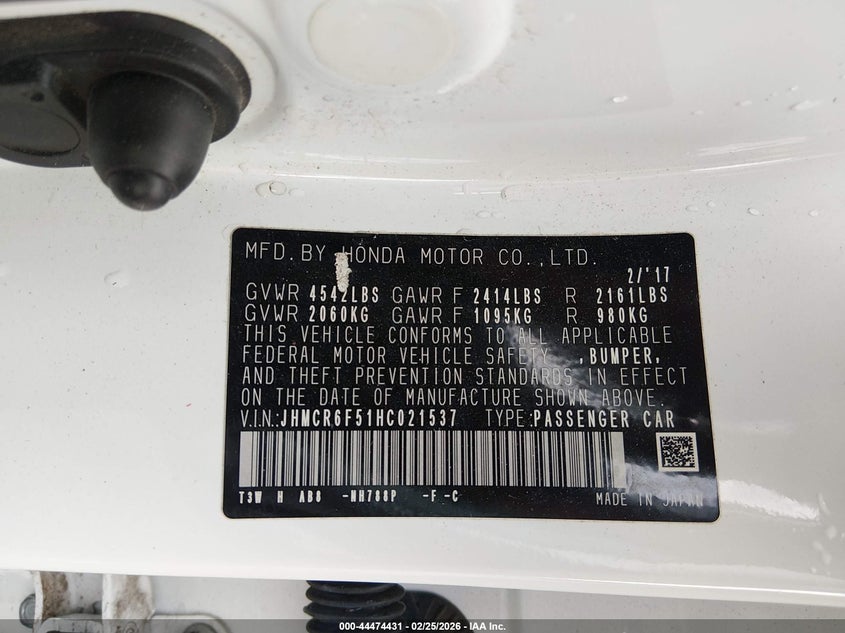 MFD. BY HONDA MOTOR CO.,LTD.
2/'17
GVWR 4542LBS GAWR F 2414LBS R 2161LBS
GVWR 2060KG GAWR F 1095KG R 980KG
THIS VEHICLE CONFORMS TO ALL APPLICABLE
FEDERAL MOTOR VEHICLE SAFETY ,BUMPER,
AND THEFT PREVENTION STANDARDS IN EFFECT
ON THE DATE OF MANUFACTURE SHOWN ABOVE.
V.IN:JHMCR6F51HC021537 TYPE:PASSENGER CAR
T3W H AB8 -NH788P -F -C MADE IN JAPAN
000-44474431 - 02/25/2026 - IAA Inc.